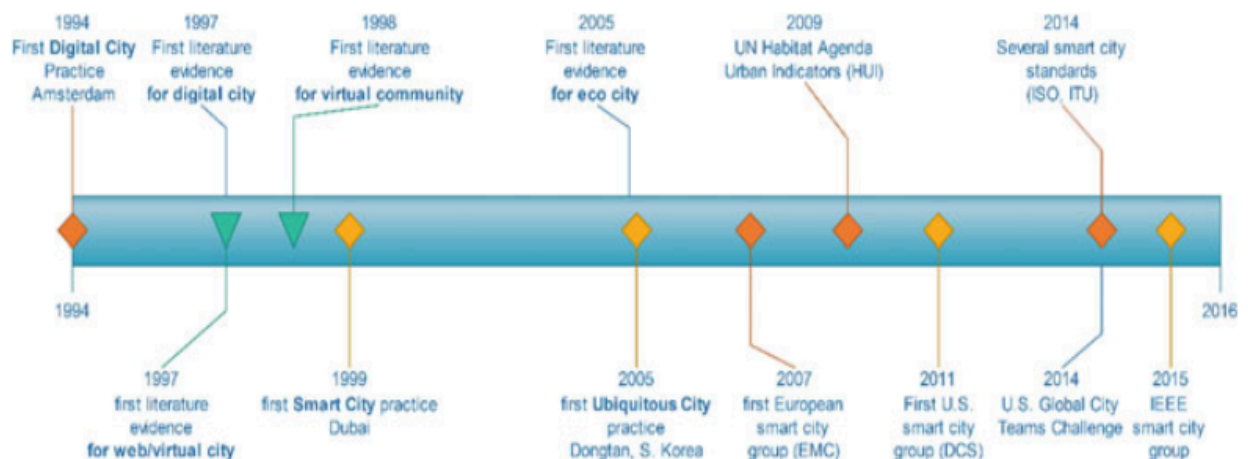 1994
First Digital City
Practice
Amsterdam
1997
First literature
evidence
for digital city
1998
First literature
evidence
for virtual community
2005
First literature
evidence
for eco city
2009
UN Habitat Agenda
Urban Indicators (HUI)
2014
Several smart city
standards
(ISO, ITU)
1994
2016
1997
first literature
evidence
for web/virtual city
1999
first Smart City practice
Dubai
2005
first Ubiquitous City
practice
Dongtan, S. Korea
2007
first European
smart city
group (EMC)
2011
First U.S.
smart city
group (DCS)
2014
U.S. Global City
Teams Challenge
2015
IEEE
smart city
group